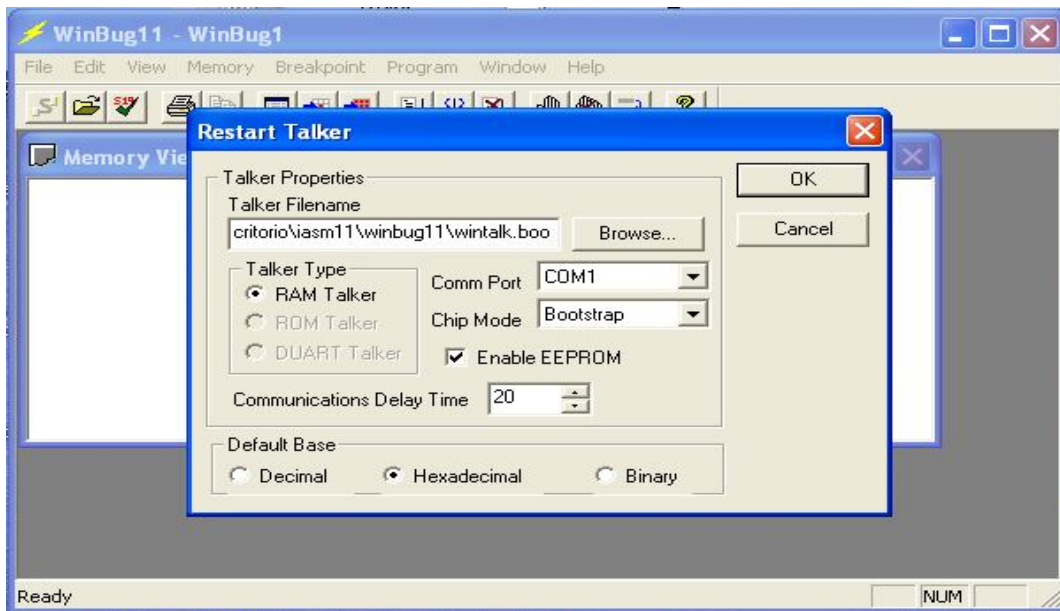 WinBug11 - WinBug1
File Edit View Memory Breakpoint Program Window Help
S19
Restart Talker
Memory Vie
Talker Properties
Talker Filename
critorio\iasm11\winbug11\wintalk.boo
Browse...
OK
Cancel
Talker Type
RAM Talker
ROM Talker
DUART Talker
Comm Port COM1
Chip Mode Bootstrap
Enable EEPROM
Communications Delay Time 20
Default Base
Decimal Hexadecimal Binary
Ready NUM